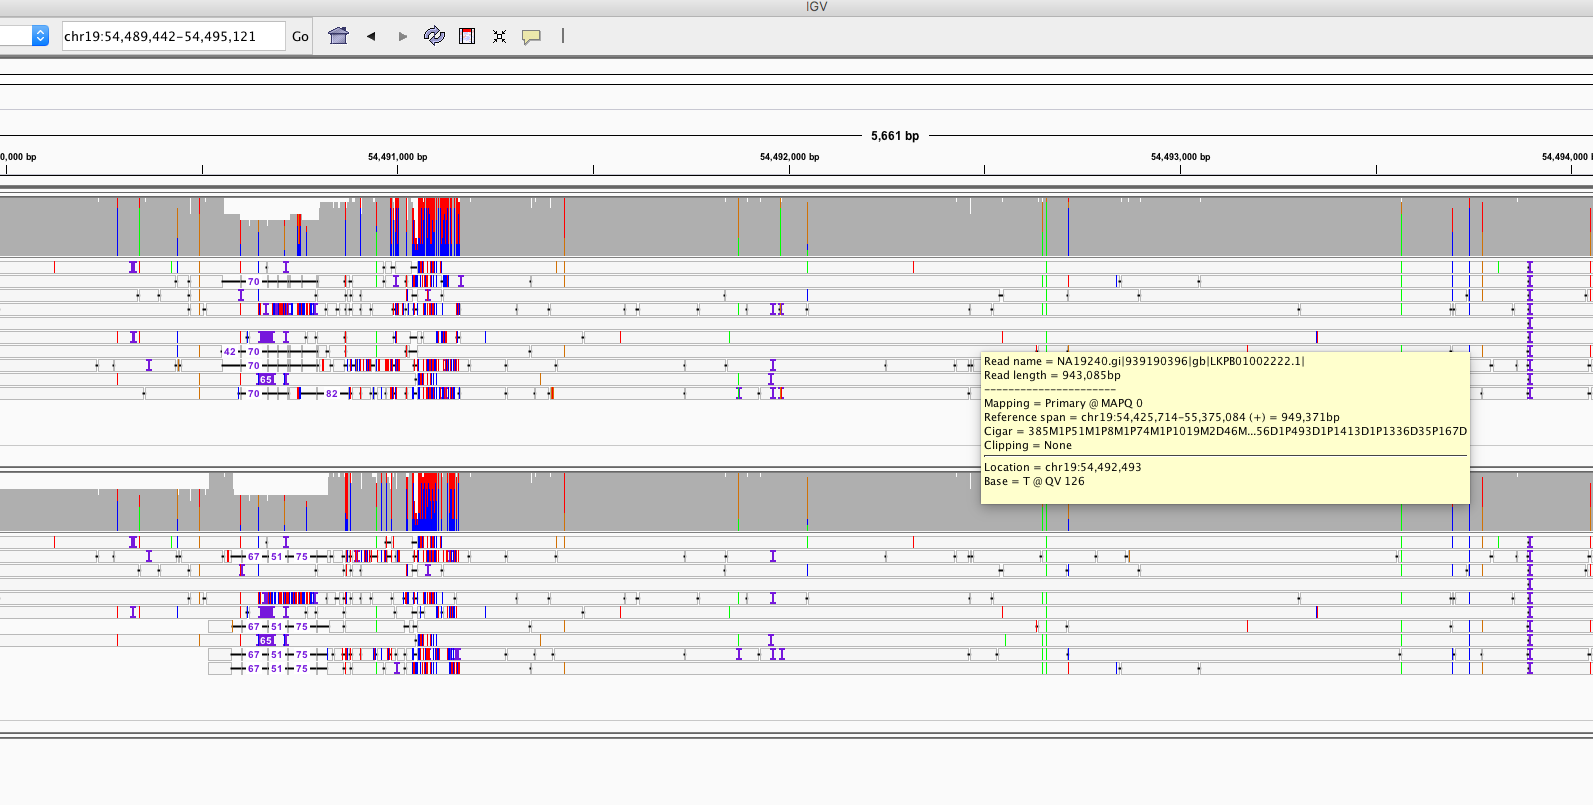 IGV
chr19:54,489,442-54,495,121 Go
5,661 bp
0,000 bp 54,491,000 bp 54,492,000 bp 54,493,000 bp 54,494,000
70
42 70
70
65
70 82
Read name = NA19240.gi|939190396|gb|LKPB01002222.1|
Read length = 943,085bp
----------------------
Mapping = Primary @ MAPQ 0
Reference span = chr19:54,425,714-55,375,084 (+) = 949,371bp
Cigar = 385M1P51M1P8M1P74M1P1019M2D46M...56D1P493D1P1413D1P1336D35P167D
Clipping = None
Location = chr19:54,492,493
Base = T @ QV 126
67 51 75
67 51 75
65
67 51 75
67 51 75